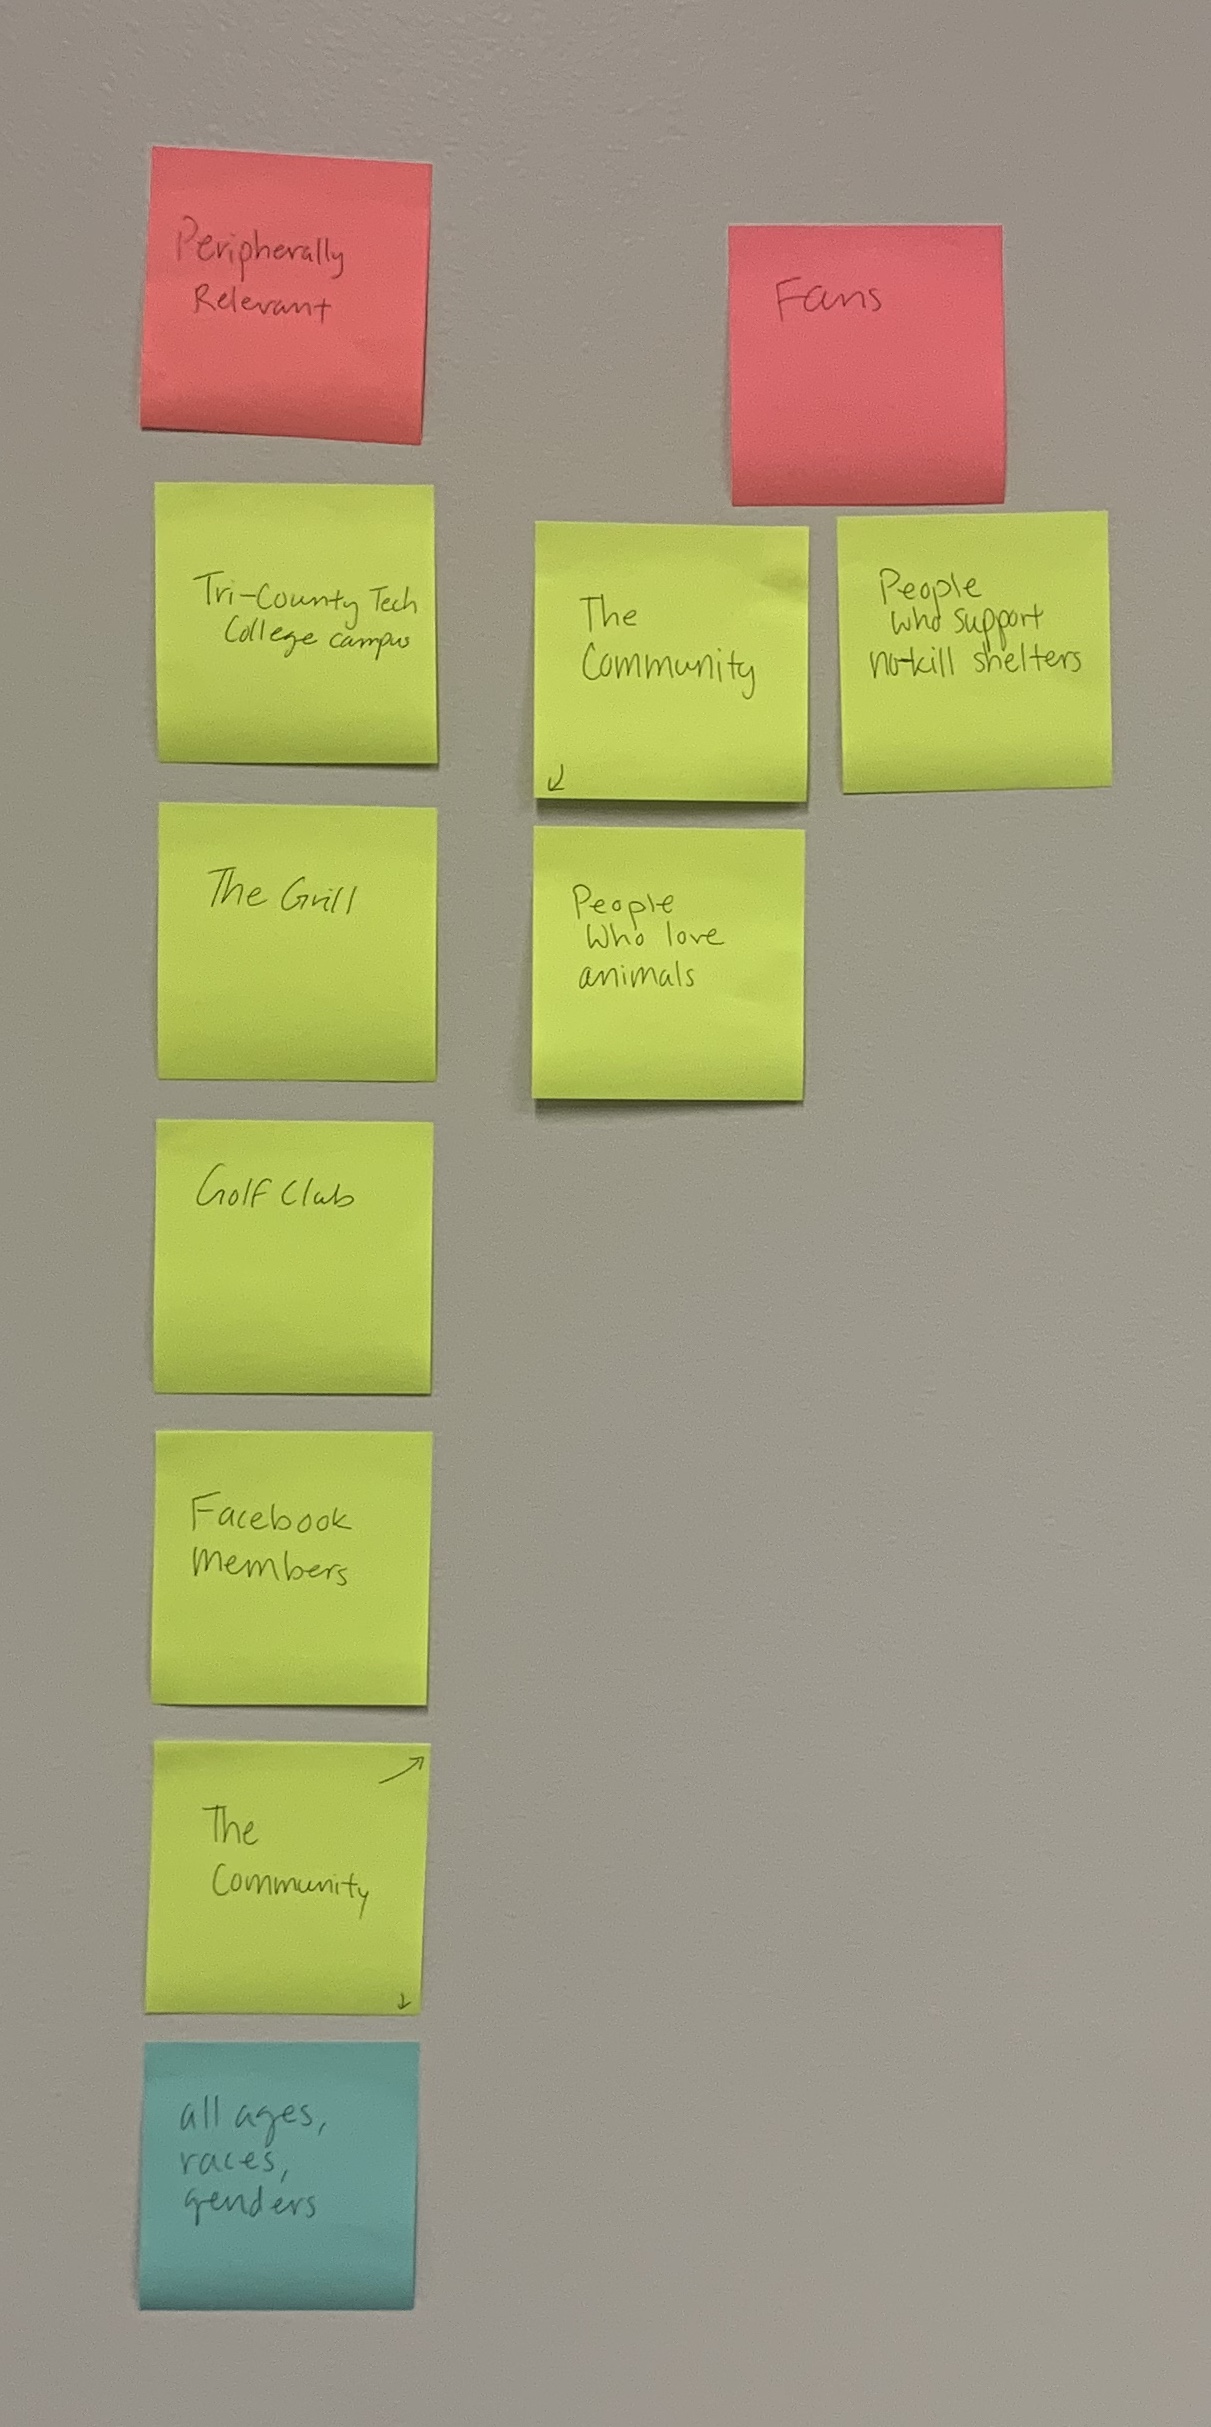 Peripherally
Relevant
Tri-County Tech
College campus
The Grill
Golf Club
Facebook
members
The
Community
all ages,
races,
genders
Fans
The
Community
People
who support
no-kill shelters
People
who love
animals